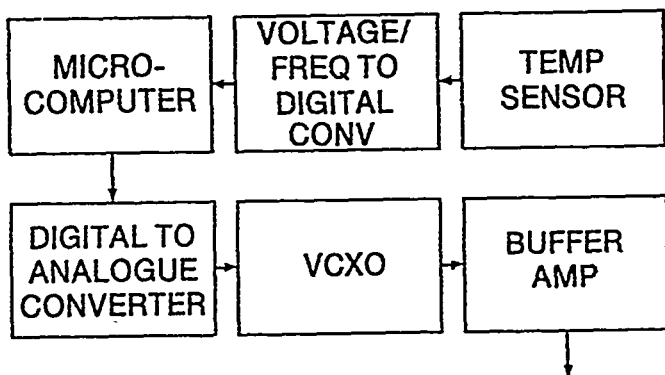 MICRO-
COMPUTER
VOLTAGE/
FREQ TO
DIGITAL
CONV
TEMP
SENSOR
DIGITAL TO
ANALOGUE
CONVERTER
VCXO
BUFFER
AMP